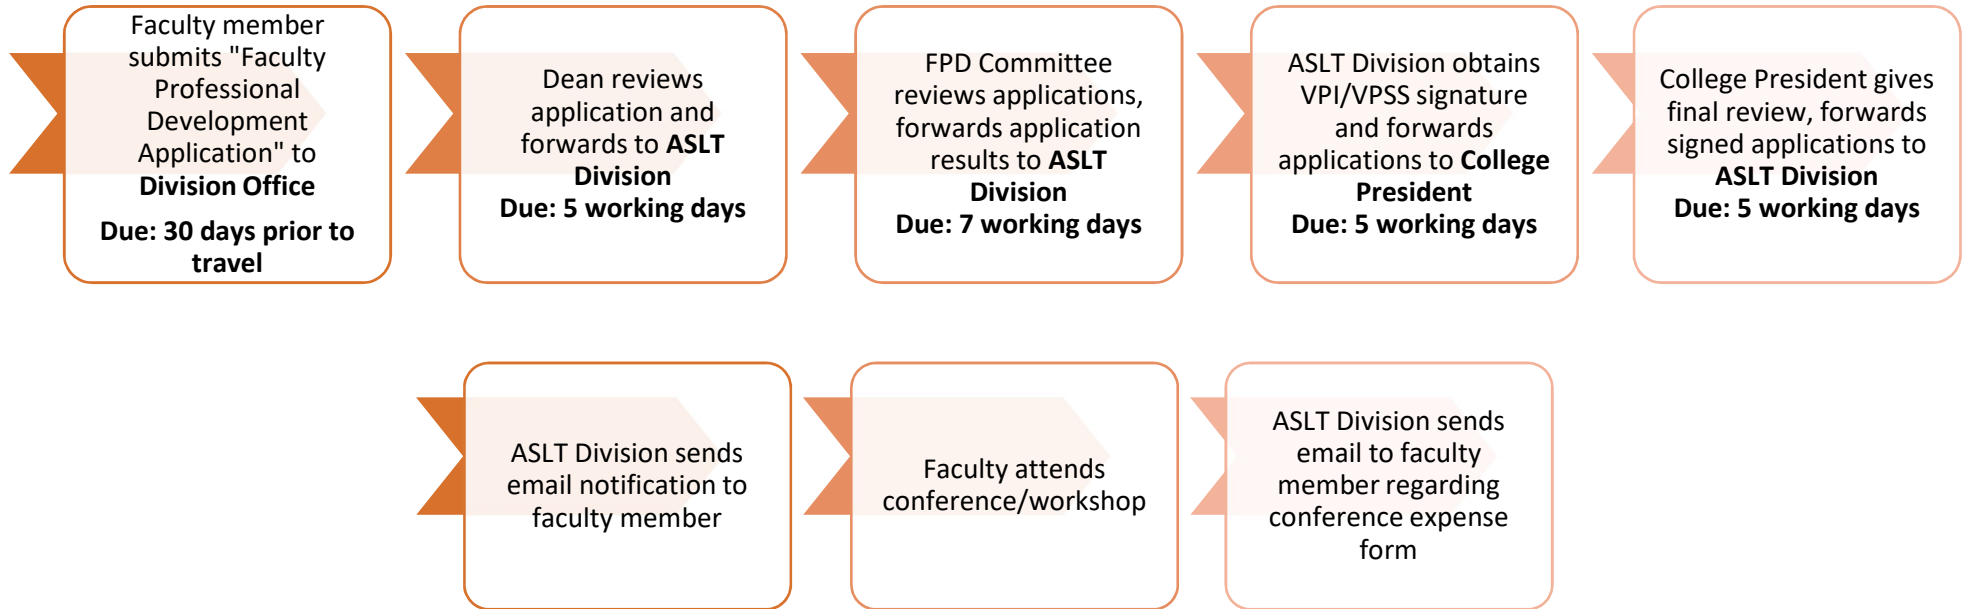 Faculty member
submits "Faculty
Professional
Development
Application" to
Division Office
Due: 30 days prior to
travel
Dean reviews
application and
forwards to ASLT
Division
Due: 5 working days
FPD Committee
reviews applications,
forwards application
results to ASLT
Division
Due: 7 working days
ASLT Division obtains
VPI/VPSS signature
and forwards
applications to College
President
Due: 5 working days
College President gives
final review, forwards
signed applications to
ASLT Division
Due: 5 working days
ASLT Division sends
email notification to
faculty member
Faculty attends
conference/workshop
ASLT Division sends
email to faculty
member regarding
conference expense
form